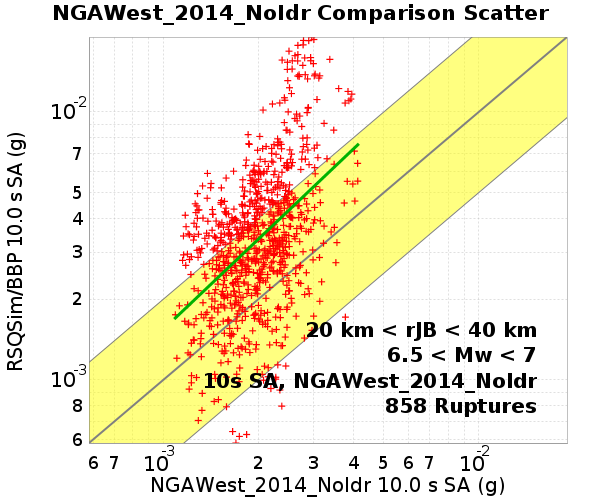 NGAWest_2014_NoIdr Comparison Scatter
RSQSim/BBP 10.0 s SA (g)
10-2
7
5
4
3
2
10-3
8
6
20 km < rJB < 40 km
6.5 < Mw < 7
10s SA, NGAWest_2014_NoIdr
858 Ruptures
6 7 10-3 2 3 4 5 6 7 10-2
NGAWest_2014_NoIdr 10.0 s SA (g)